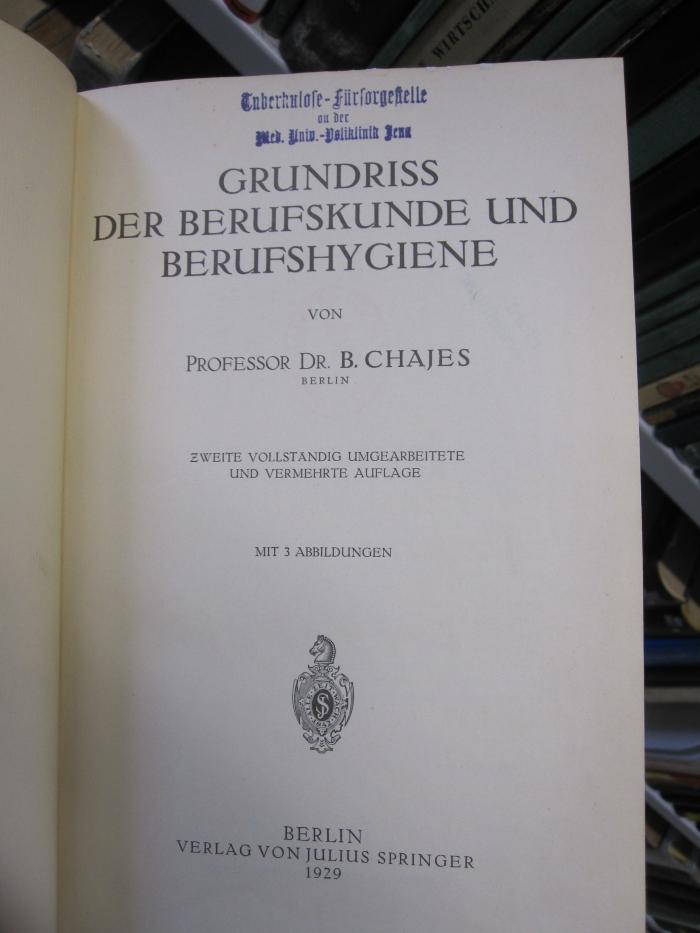 WIRTSCH
Tuberkulose-Fürsorgestelle
an der
Med. Univ.-Poliklinik Jena
GRUNDRISS
DER BERUFSKUNDE UND
BERUFSHYGIENE
VON
PROFESSOR DR. B. CHAJES
BERLIN
ZWEITE VOLLSTÄNDIG UMGEARBEITETE
UND VERMEHRTE AUFLAGE
MIT 3 ABBILDUNGEN
BERLIN
VERLAG VON JULIUS SPRINGER
1929